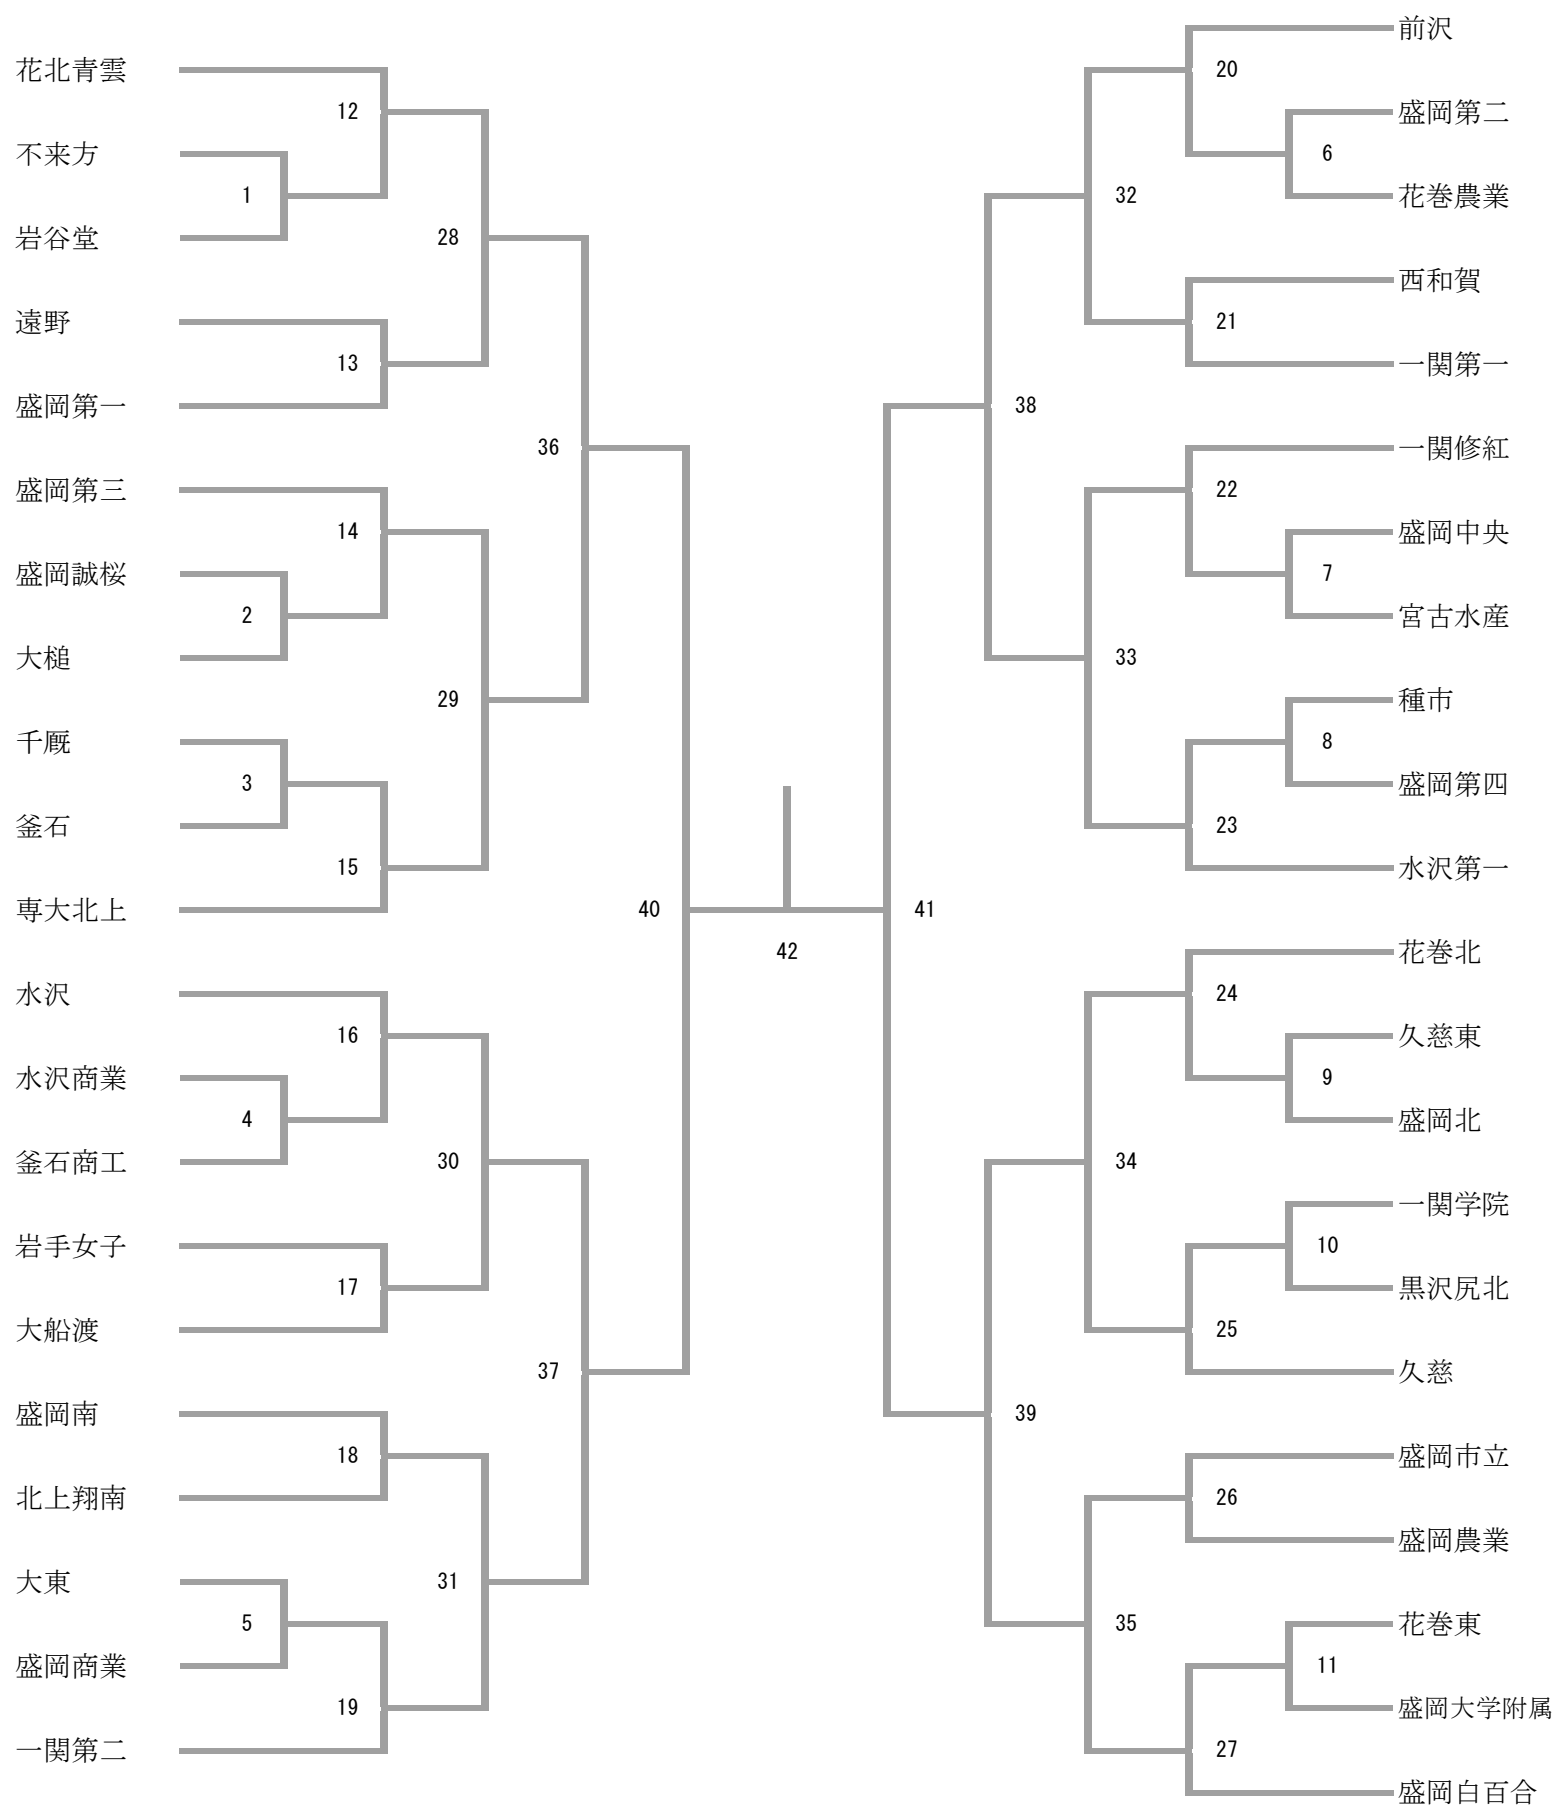 花北青雲
12
不来方
1
岩谷堂
28
遠野
13
盛岡第一
36
盛岡第三
14
盛岡誠桜
2
大槌
29
千厩
3
釜石
15
専大北上
40
水沢
16
水沢商業
4
釜石商工
30
岩手女子
17
大船渡
37
盛岡南
18
北上翔南
大東
31
5
盛岡商業
19
一関第二
42
前沢
20
盛岡第二
6
花巻農業
32
西和賀
21
一関第一
38
一関修紅
22
盛岡中央
7
宮古水産
33
種市
8
盛岡第四
23
水沢第一
41
花巻北
24
久慈東
9
盛岡北
34
一関学院
10
黒沢尻北
25
久慈
39
盛岡市立
26
盛岡農業
35
花巻東
11
盛岡大学附属
27
盛岡白百合